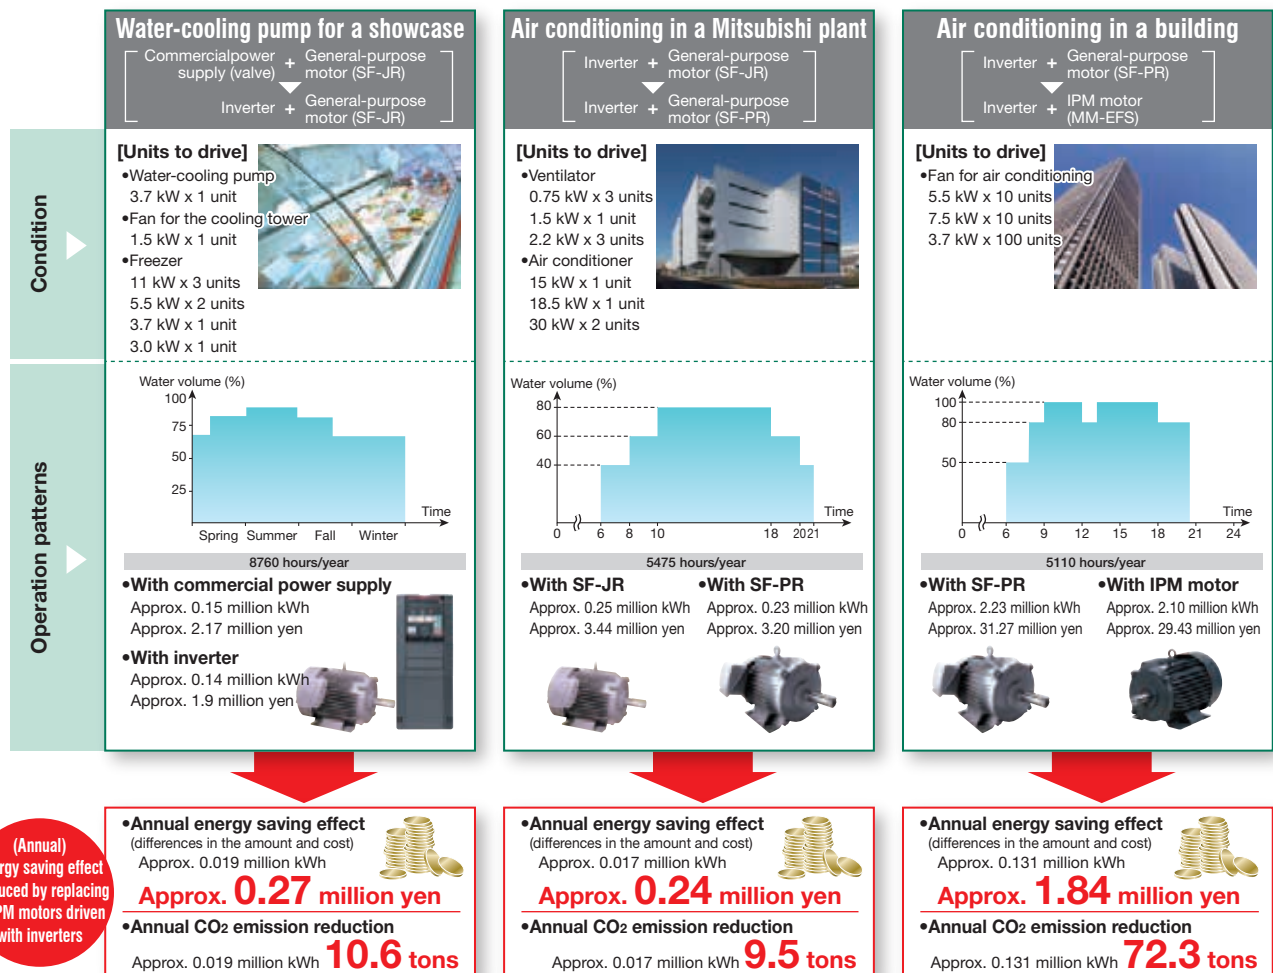 Water-cooling pump for a showcase
Commercialpower supply (valve) + General-purpose motor (SF-JR)
Inverter + General-purpose motor (SF-JR)
Air conditioning in a Mitsubishi plant
Inverter + General-purpose motor (SF-JR)
Inverter + General-purpose motor (SF-PR)
Air conditioning in a building
Inverter + General-purpose motor (SF-PR)
Inverter + IPM motor (MM-EFS)
Condition
[Units to drive]
•Water-cooling pump
3.7 kW x 1 unit
•Fan for the cooling tower
1.5 kW x 1 unit
•Freezer
11 kW x 3 units
5.5 kW x 2 units
3.7 kW x 1 unit
3.0 kW x 1 unit
[Units to drive]
•Ventilator
0.75 kW x 3 units
1.5 kW x 1 unit
2.2 kW x 3 units
•Air conditioner
15 kW x 1 unit
18.5 kW x 1 unit
30 kW x 2 units
[Units to drive]
•Fan for air conditioning
5.5 kW x 10 units
7.5 kW x 10 units
3.7 kW x 100 units
Operation patterns
Water volume (%)
100
75
50
25
Time
Spring Summer Fall Winter
8760 hours/year
•With commercial power supply
Approx. 0.15 million kWh
Approx. 2.17 million yen
•With inverter
Approx. 0.14 million kWh
Approx. 1.9 million yen
Water volume (%)
80
60
40
Time
0 6 8 10 18 2021
5475 hours/year
•With SF-JR
Approx. 0.25 million kWh
Approx. 3.44 million yen
•With SF-PR
Approx. 0.23 million kWh
Approx. 3.20 million yen
Water volume (%)
100
80
50
Time
0 6 9 12 15 18 21 24
5110 hours/year
•With SF-PR
Approx. 2.23 million kWh
Approx. 31.27 million yen
•With IPM motor
Approx. 2.10 million kWh
Approx. 29.43 million yen
(Annual)
rgy saving effect
uced by replacing
PM motors driven
with inverters
•Annual energy saving effect
(differences in the amount and cost)
Approx. 0.019 million kWh
Approx. 0.27 million yen
•Annual CO2 emission reduction
Approx. 0.019 million kWh 10.6 tons
•Annual energy saving effect
(differences in the amount and cost)
Approx. 0.017 million kWh
Approx. 0.24 million yen
•Annual CO2 emission reduction
Approx. 0.017 million kWh 9.5 tons
•Annual energy saving effect
(differences in the amount and cost)
Approx. 0.131 million kWh
Approx. 1.84 million yen
•Annual CO2 emission reduction
Approx. 0.131 million kWh 72.3 tons